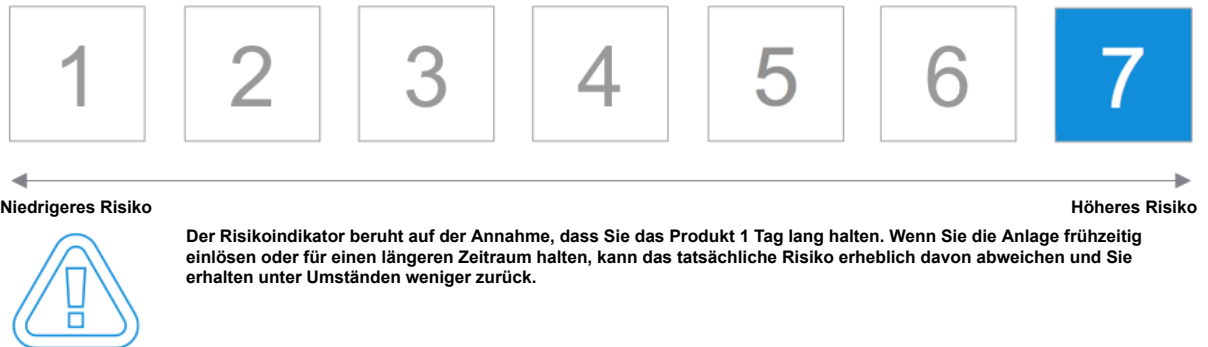 1 2 3 4 5 6 7
Niedrigeres Risiko Höheres Risiko
Der Risikoindikator beruht auf der Annahme, dass Sie das Produkt 1 Tag lang halten. Wenn Sie die Anlage frühzeitig
einlösen oder für einen längeren Zeitraum halten, kann das tatsächliche Risiko erheblich davon abweichen und Sie
erhalten unter Umständen weniger zurück.